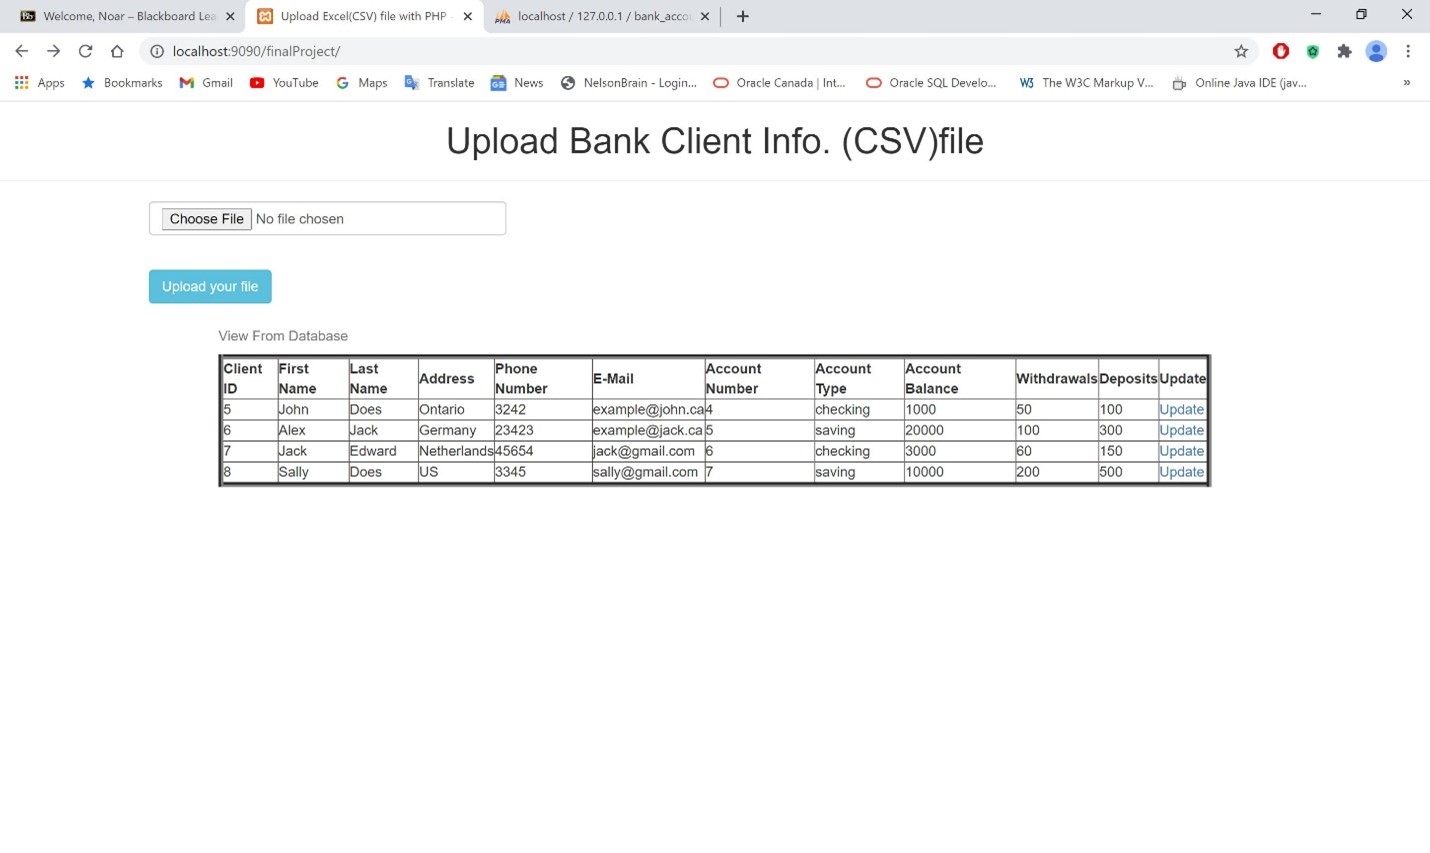 Welcome, Noar – Blackboard Lea
Upload Excel(CSV) file with PHP
localhost / 127.0.0.1 / bank_acco
localhost:9090/finalProject/
Apps Bookmarks Gmail YouTube Maps Translate News NelsonBrain - Login... Oracle Canada | Int... Oracle SQL Develo... The W3C Markup V... Online Java IDE (jav... »
Upload Bank Client Info. (CSV)file
Choose File No file chosen
Upload your file
View From Database
Client ID First Name Last Name Address Phone Number E-Mail Account Number Account Type Account Balance Withdrawals Deposits Update
5 John Does Ontario 3242 example@john.ca 4 checking 1000 50 100 Update
6 Alex Jack Germany 23423 example@jack.ca 5 saving 20000 100 300 Update
7 Jack Edward Netherlands 45654 jack@gmail.com 6 checking 3000 60 150 Update
8 Sally Does US 3345 sally@gmail.com 7 saving 10000 200 500 Update